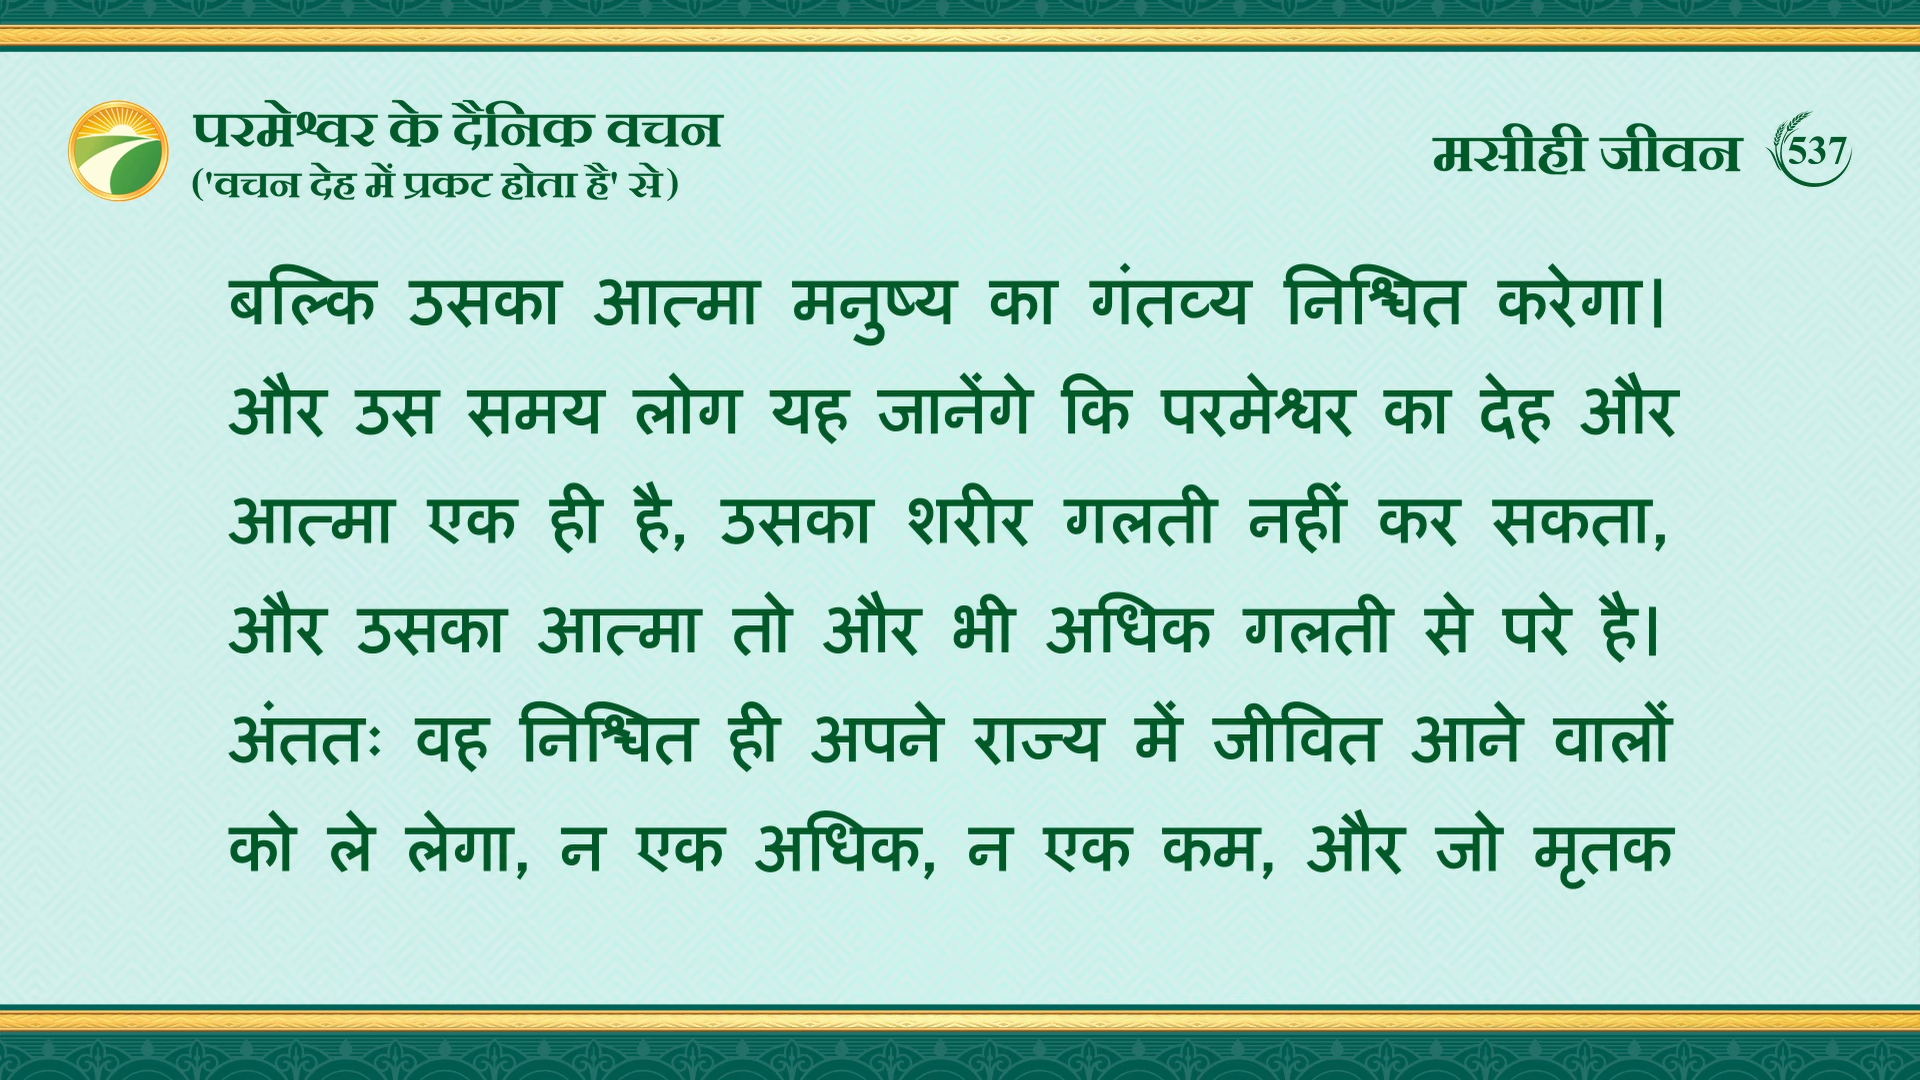 परमेश्वर के दैनिक वचन
('वचन देह में प्रकट होता है' से)
मसीही जीवन 537
बल्कि उसका आत्मा मनुष्य का गंतव्य निश्चित करेगा।
और उस समय लोग यह जानेंगे कि परमेश्वर का देह और
आत्मा एक ही है, उसका शरीर गलती नहीं कर सकता,
और उसका आत्मा तो और भी अधिक गलती से परे है।
अंततः वह निश्चित ही अपने राज्य में जीवित आने वालों
को ले लेगा, न एक अधिक, न एक कम, और जो मृतक